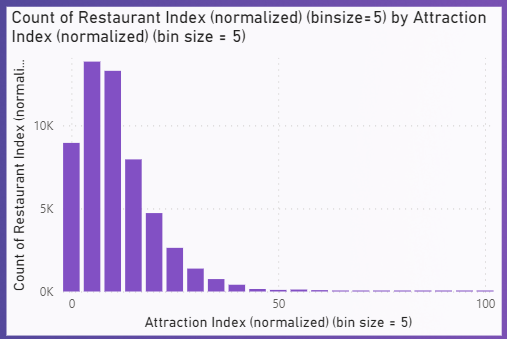 Count of Restaurant Index (normalized) (binsize=5) by Attraction
Index (normalized) (bin size = 5)
Count of Restaurant Index (normali...
10K
5K
0K
0
50
100
Attraction Index (normalized) (bin size = 5)